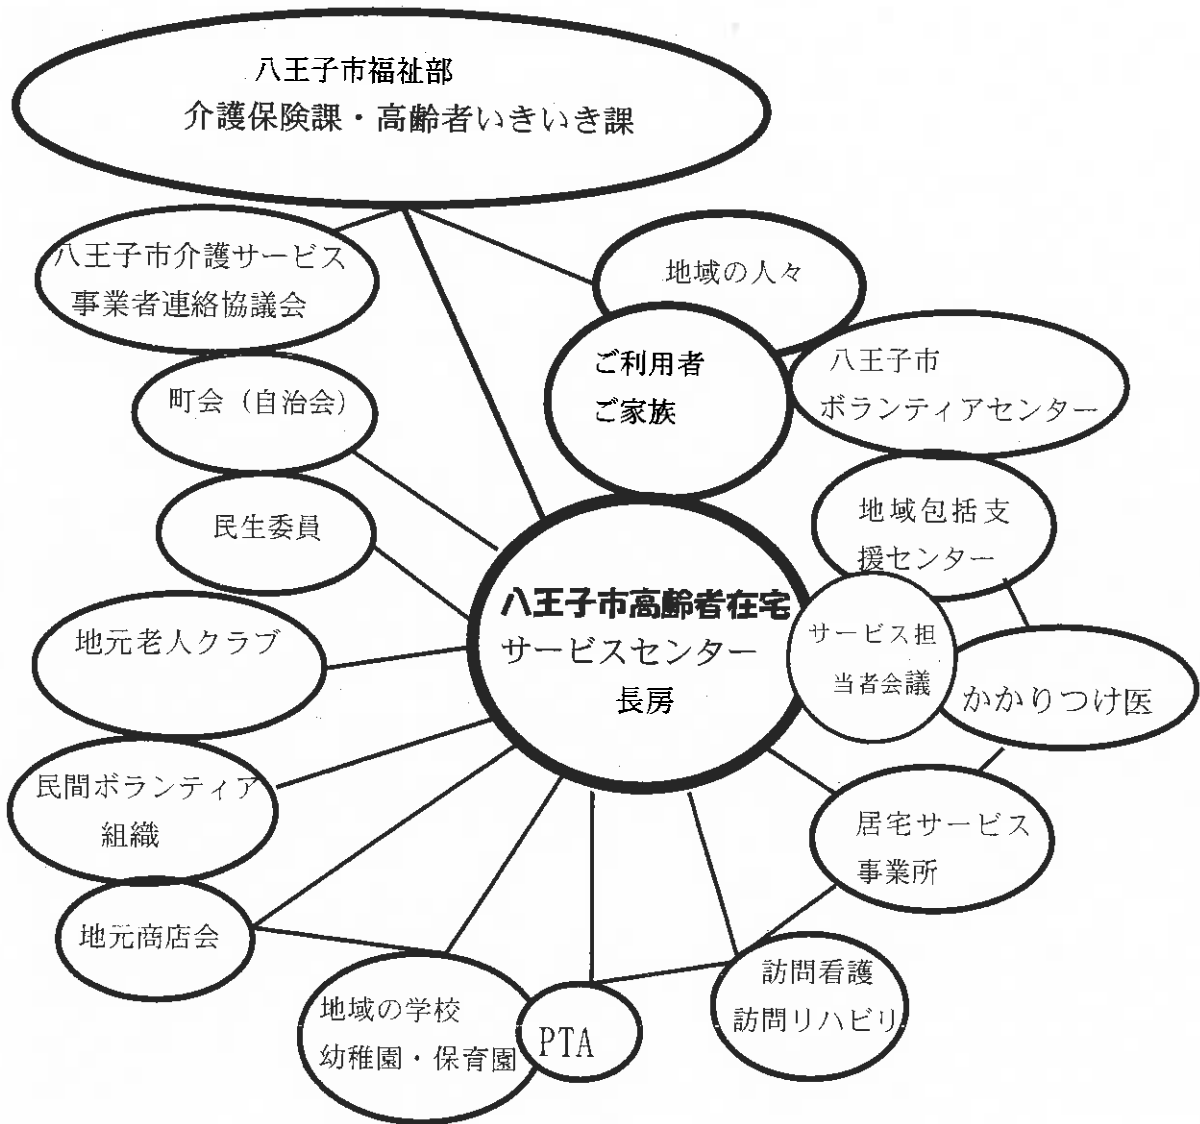 八王子市福祉部
介護保険課・高齢者いきいき課
八王子市介護サービス
事業者連絡協議会
地域の人々
ご利用者
ご家族
八王子市
ボランティアセンター
町会（自治会）
民生委員
地域包括支
援センター
八王子市高齢者在宅
サービスセンター
長房
サービス担
当者会議
かかりつけ医
地元老人クラブ
民間ボランティア
組織
居宅サービス
事業所
地元商店会
訪問看護
訪問リハビリ
地域の学校
幼稚園・保育園
PTA